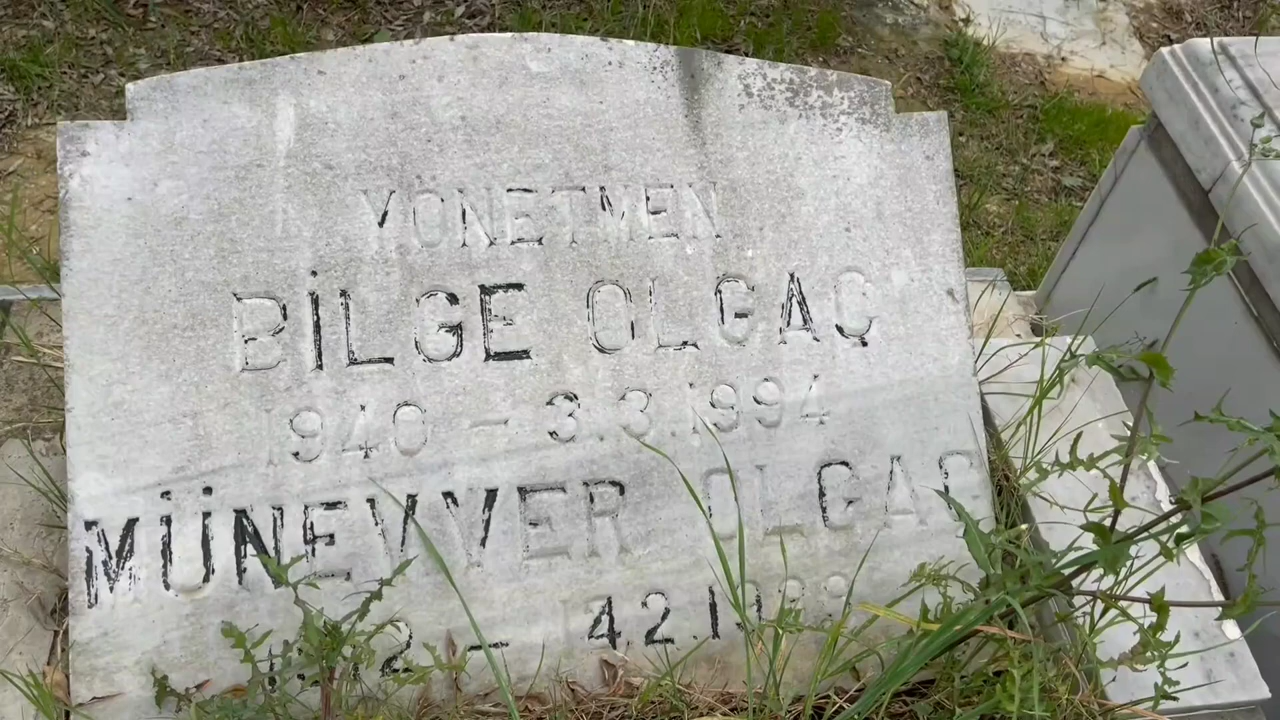 YÖNETMEN
BİLGE OLGAÇ
1940 - 3.3.1994
MÜNEVVER OLGAÇ